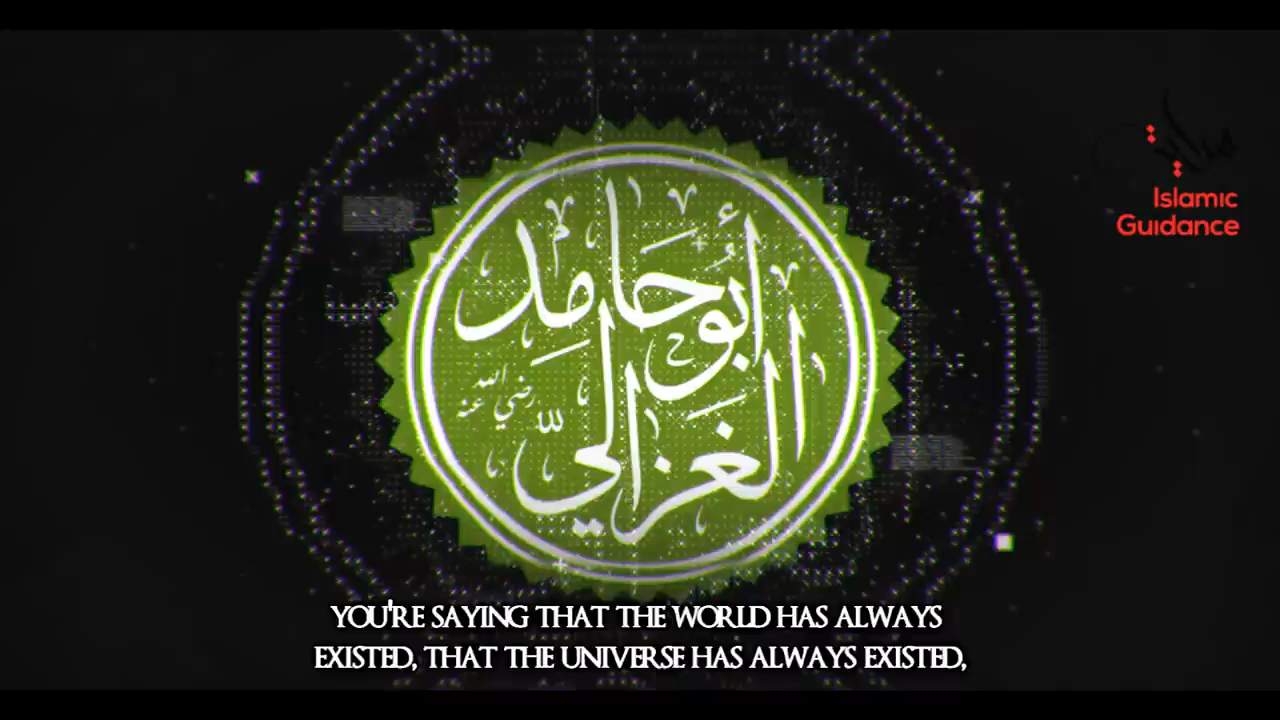 Islamic
Guidance
أبو حامد
الغزالي
رضي الله عنه
YOU'RE SAYING THAT THE WORLD HAS ALWAYS
EXISTED, THAT THE UNIVERSE HAS ALWAYS EXISTED,